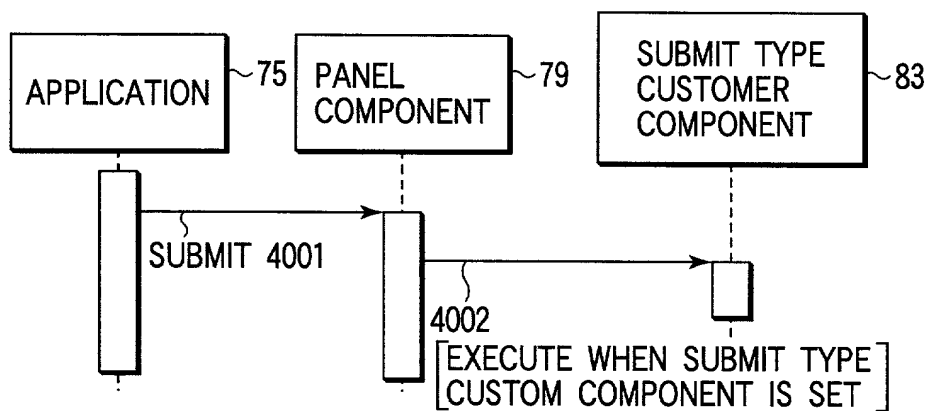 APPLICATION
75
PANEL
COMPONENT
79
SUBMIT TYPE
CUSTOMER
COMPONENT
83
SUBMIT 4001
4002
[EXECUTE WHEN SUBMIT TYPE
CUSTOM COMPONENT IS SET]